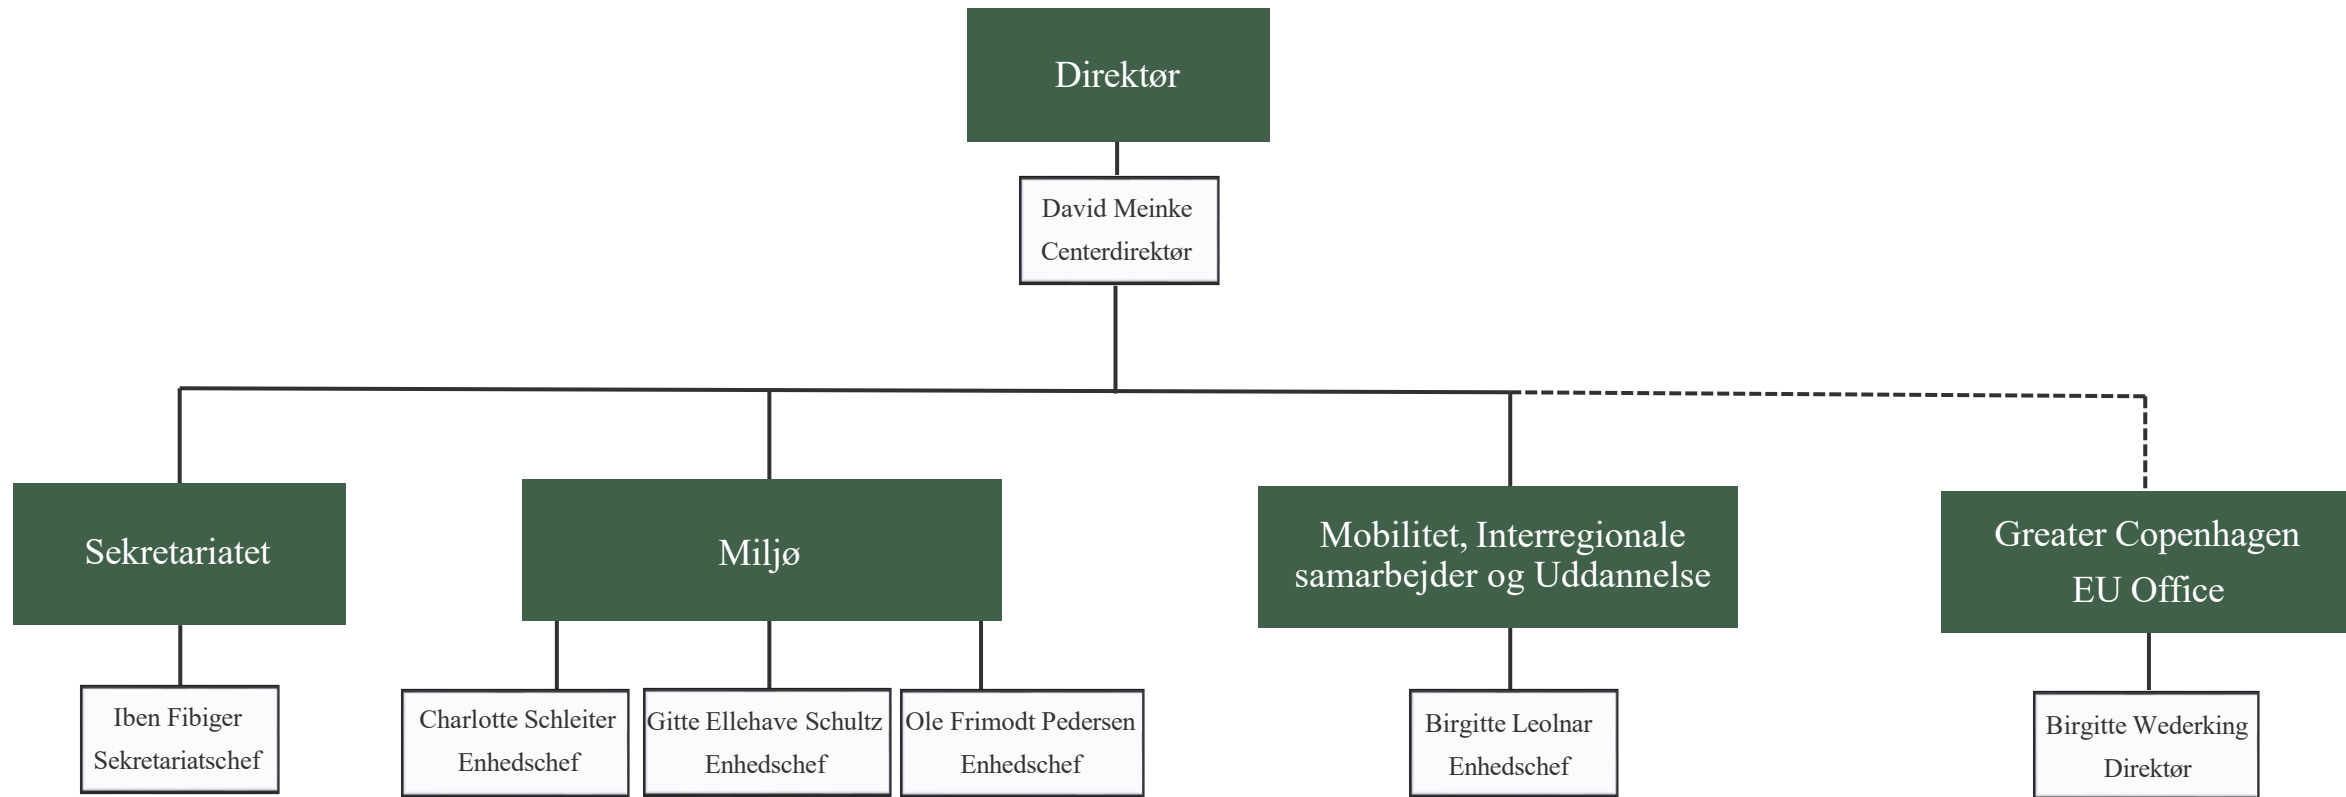 Direktør
David Meinke
Centerdirektør
Sekretariatet
Miljø
Mobilitet, Interregionale
samarbejder og Uddannelse
Greater Copenhagen
EU Office
Iben Fibiger
Sekretariatschef
Charlotte Schleiter
Enhedschef
Gitte Ellehave Schultz
Enhedschef
Ole Frimodt Pedersen
Enhedschef
Birgitte Leolnar
Enhedschef
Birgitte Wederking
Direktør